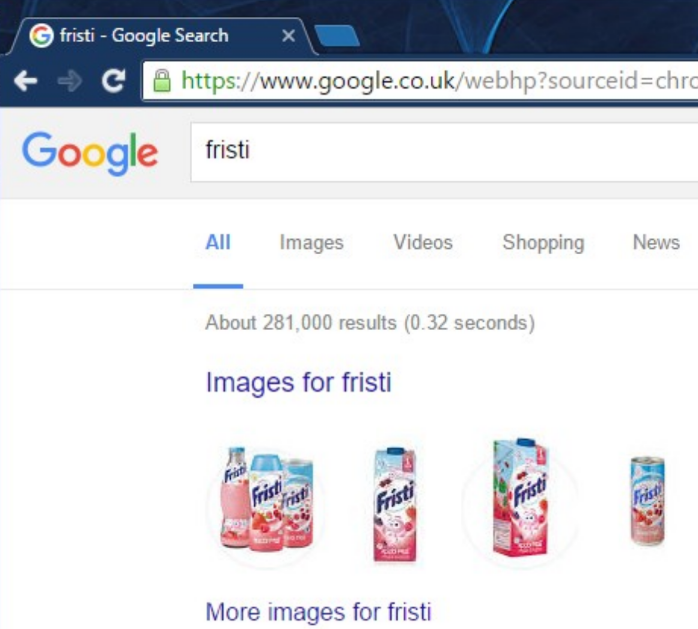 fristi - Google Search
https://www.google.co.uk/webhp?sourceid=chro
Google
fristi
All Images Videos Shopping News
About 281,000 results (0.32 seconds)
Images for fristi
Fristi Fristi Fristi Fristi Fristi Fristi
More images for fristi